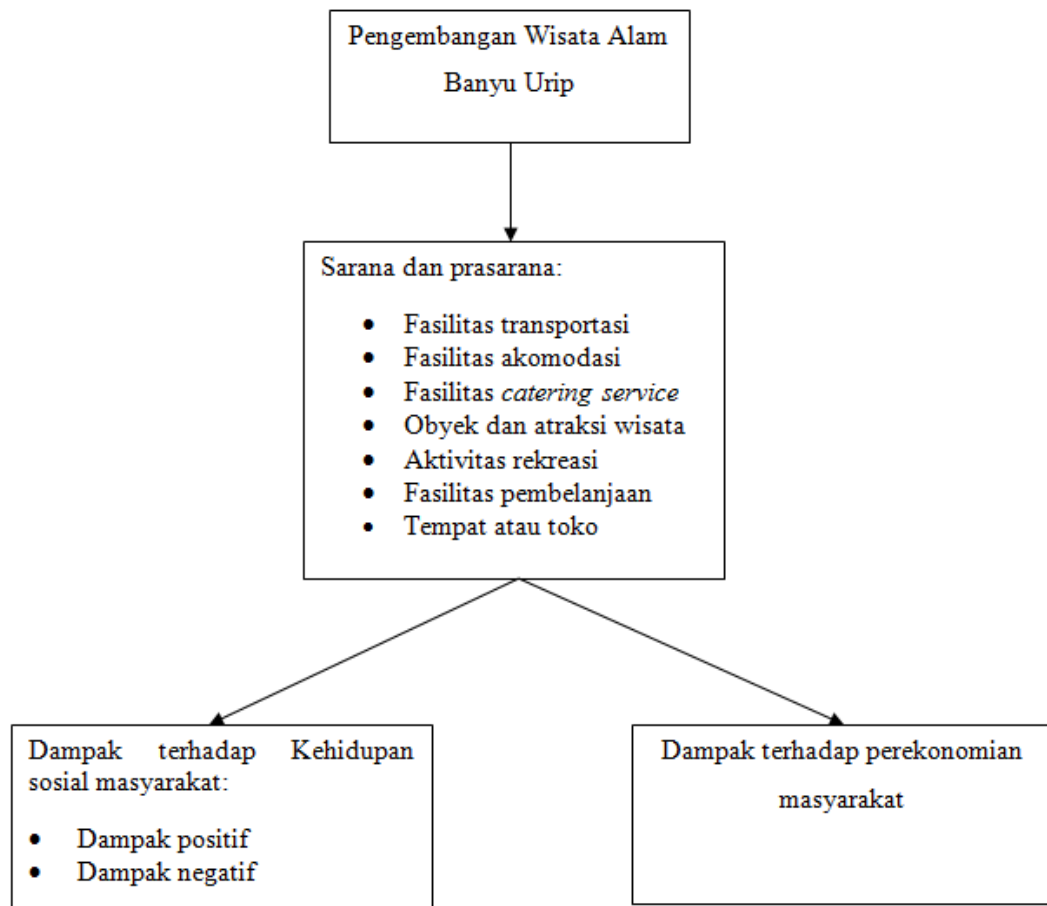 Pengembangan Wisata Alam
Banyu Urip
Sarana dan prasarana:
• Fasilitas transportasi
• Fasilitas akomodasi
• Fasilitas catering service
• Obyek dan atraksi wisata
• Aktivitas rekreasi
• Fasilitas pembelanjaan
• Tempat atau toko
Dampak terhadap Kehidupan
sosial masyarakat:
• Dampak positif
• Dampak negatif
Dampak terhadap perekonomian
masyarakat